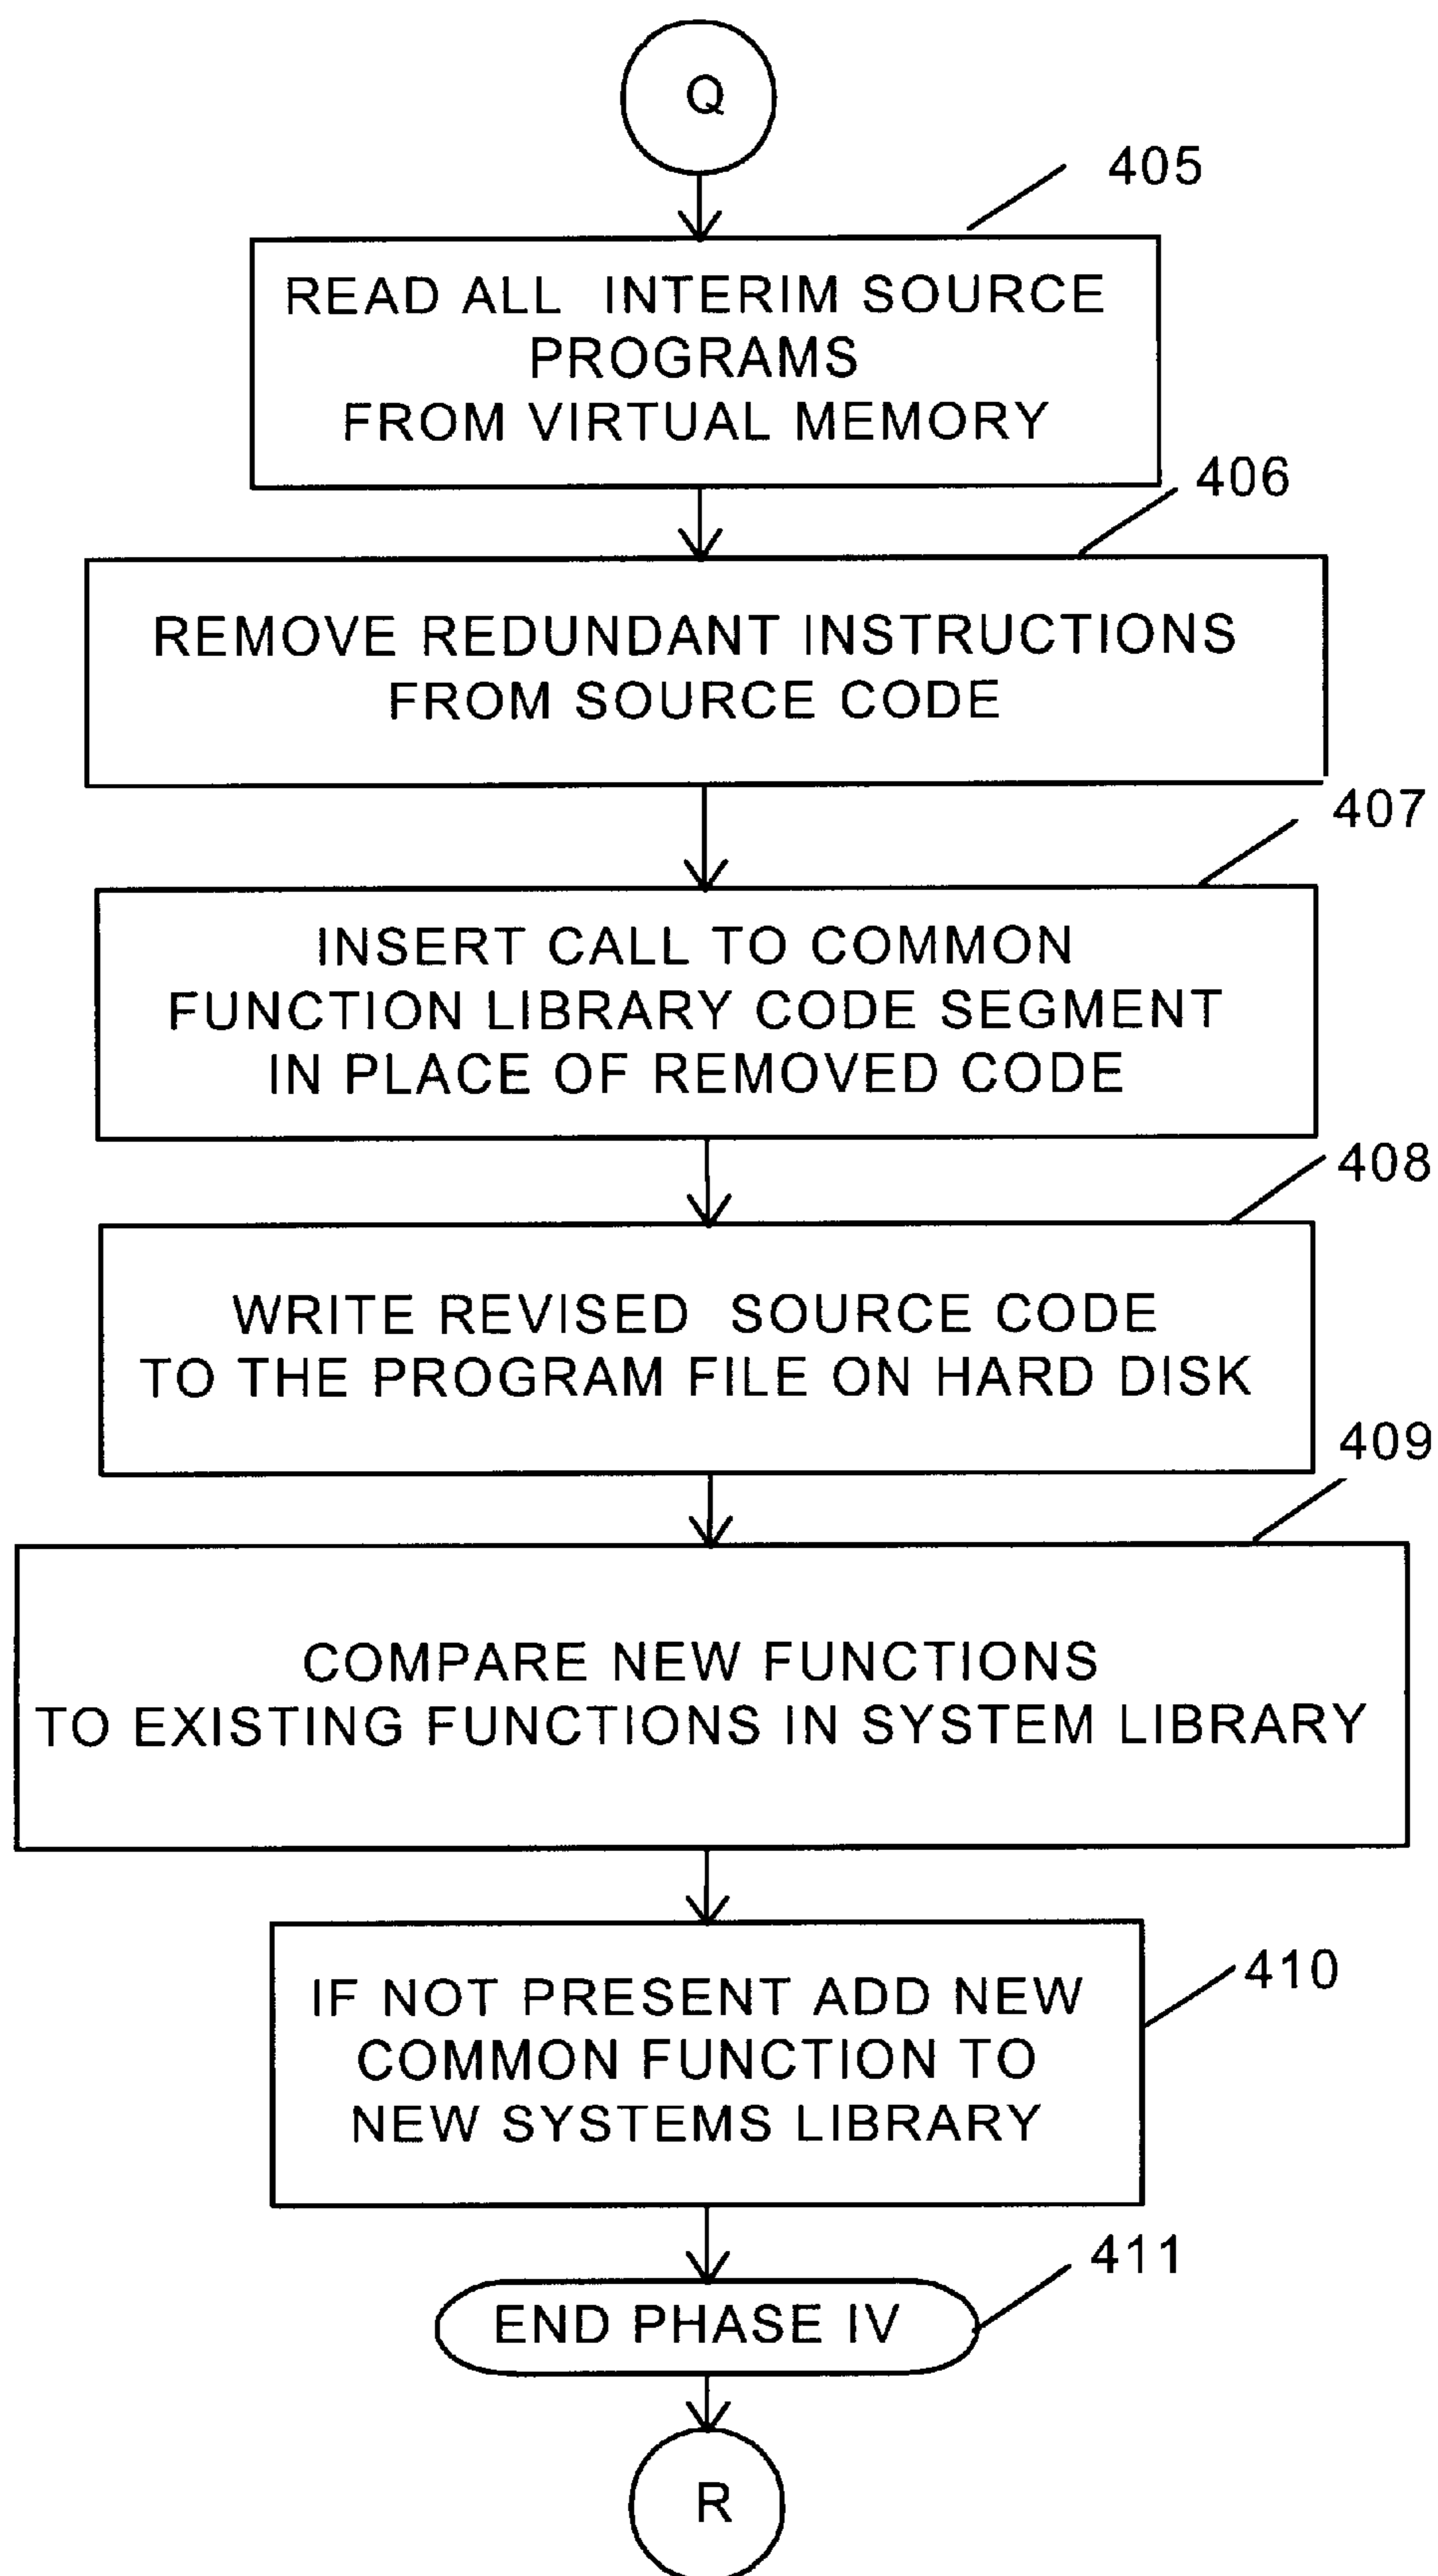 Q
405
READ ALL INTERIM SOURCE
PROGRAMS
FROM VIRTUAL MEMORY
406
REMOVE REDUNDANT INSTRUCTIONS
FROM SOURCE CODE
407
INSERT CALL TO COMMON
FUNCTION LIBRARY CODE SEGMENT
IN PLACE OF REMOVED CODE
408
WRITE REVISED SOURCE CODE
TO THE PROGRAM FILE ON HARD DISK
409
COMPARE NEW FUNCTIONS
TO EXISTING FUNCTIONS IN SYSTEM LIBRARY
410
IF NOT PRESENT ADD NEW
COMMON FUNCTION TO
NEW SYSTEMS LIBRARY
411
END PHASE IV
R